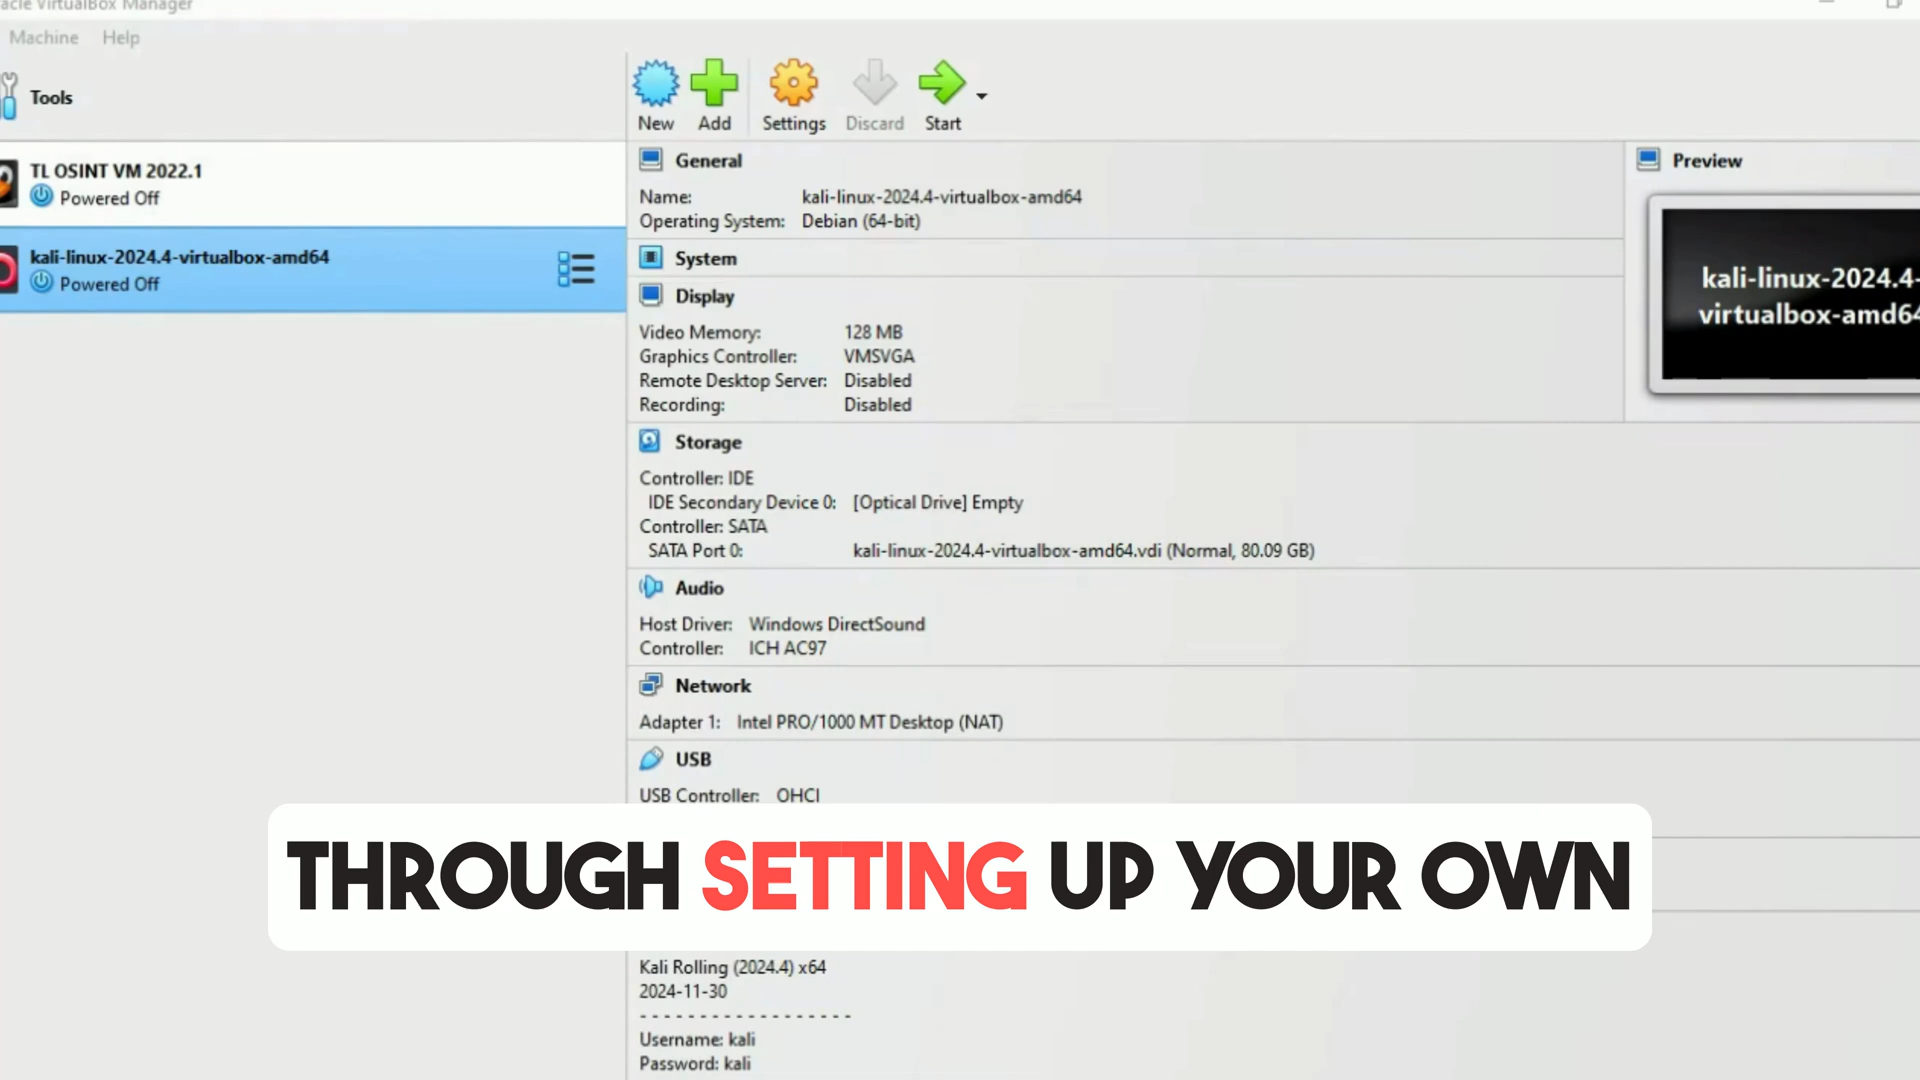 acle VirtualBox Manager
Machine Help
Tools
New Add Settings Discard Start
TL OSINT VM 2022.1
Powered Off
kali-linux-2024.4-virtualbox-amd64
Powered Off
General
Name: kali-linux-2024.4-virtualbox-amd64
Operating System: Debian (64-bit)
System
Display
Video Memory: 128 MB
Graphics Controller: VMSVGA
Remote Desktop Server: Disabled
Recording: Disabled
Preview
kali-linux-2024.4-
virtualbox-amd64
Storage
Controller: IDE
IDE Secondary Device 0: [Optical Drive] Empty
Controller: SATA
SATA Port 0: kali-linux-2024.4-virtualbox-amd64.vdi (Normal, 80.09 GB)
Audio
Host Driver: Windows DirectSound
Controller: ICH AC97
Network
Adapter 1: Intel PRO/1000 MT Desktop (NAT)
USB
USB Controller: OHCI
THROUGH SETTING UP YOUR OWN
Kali Rolling (2024.4) x64
2024-11-30
- - - - - - - - - - - - - - - - - -
Username: kali
Password: kali